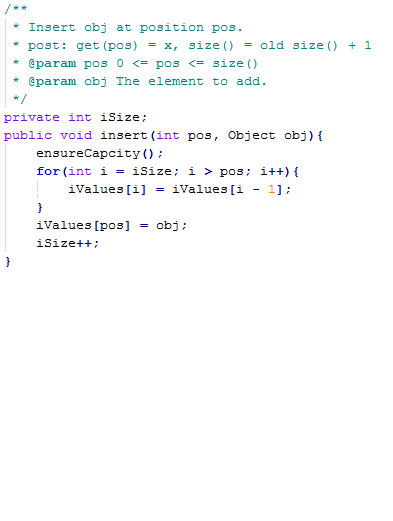 /**
 * Insert obj at position pos.
 * post: get(pos) = x, size() = old size() + 1
 * @param pos 0 <= pos <= size()
 * @param obj The element to add.
 */
private int iSize;
public void insert(int pos, Object obj){
    ensureCapcity();
    for(int i = iSize; i > pos; i++){
        iValues[i] = iValues[i - 1];
    }
    iValues[pos] = obj;
    iSize++;
}